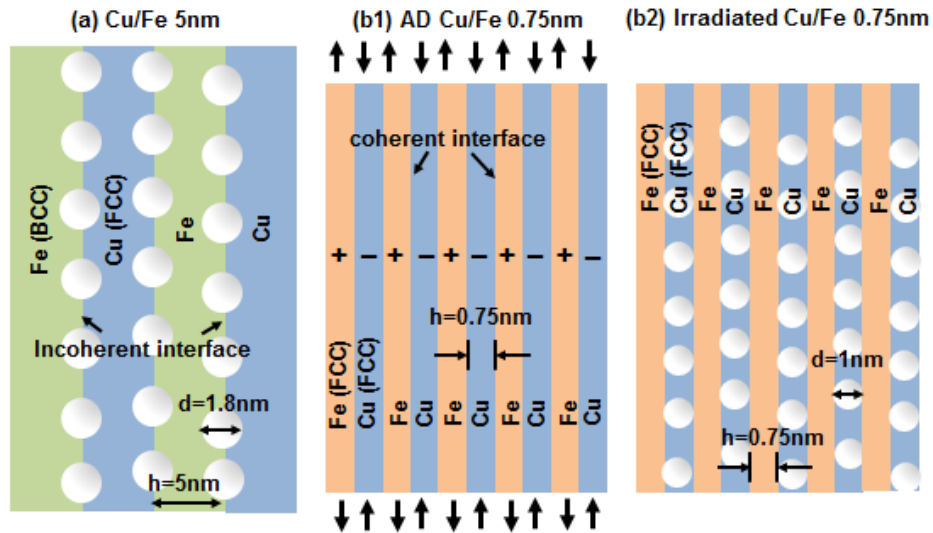 (a) Cu/Fe 5nm
Fe (BCC)
Cu (FCC)
Fe
Cu
Incoherent interface
d=1.8nm
h=5nm
(b1) AD Cu/Fe 0.75nm
coherent interface
+ − + − + − + − + −
h=0.75nm
Fe (FCC)
Cu (FCC)
Fe
Cu
Fe
Cu
Fe
Cu
Fe
Cu
(b2) Irradiated Cu/Fe 0.75nm
Fe (FCC)
Cu (FCC)
Fe
Cu
Fe
Cu
Fe
Cu
Fe
Cu
d=1nm
h=0.75nm